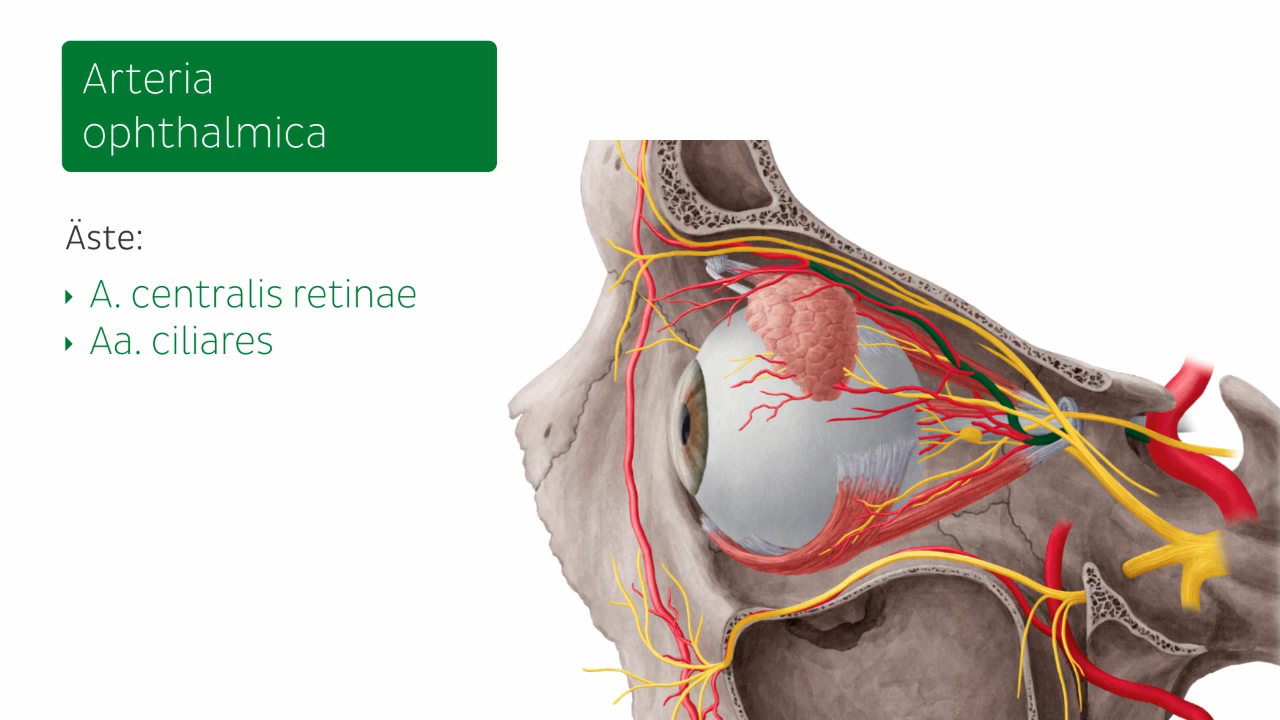 Arteria
ophthalmica
Äste:
A. centralis retinae
Aa. ciliares